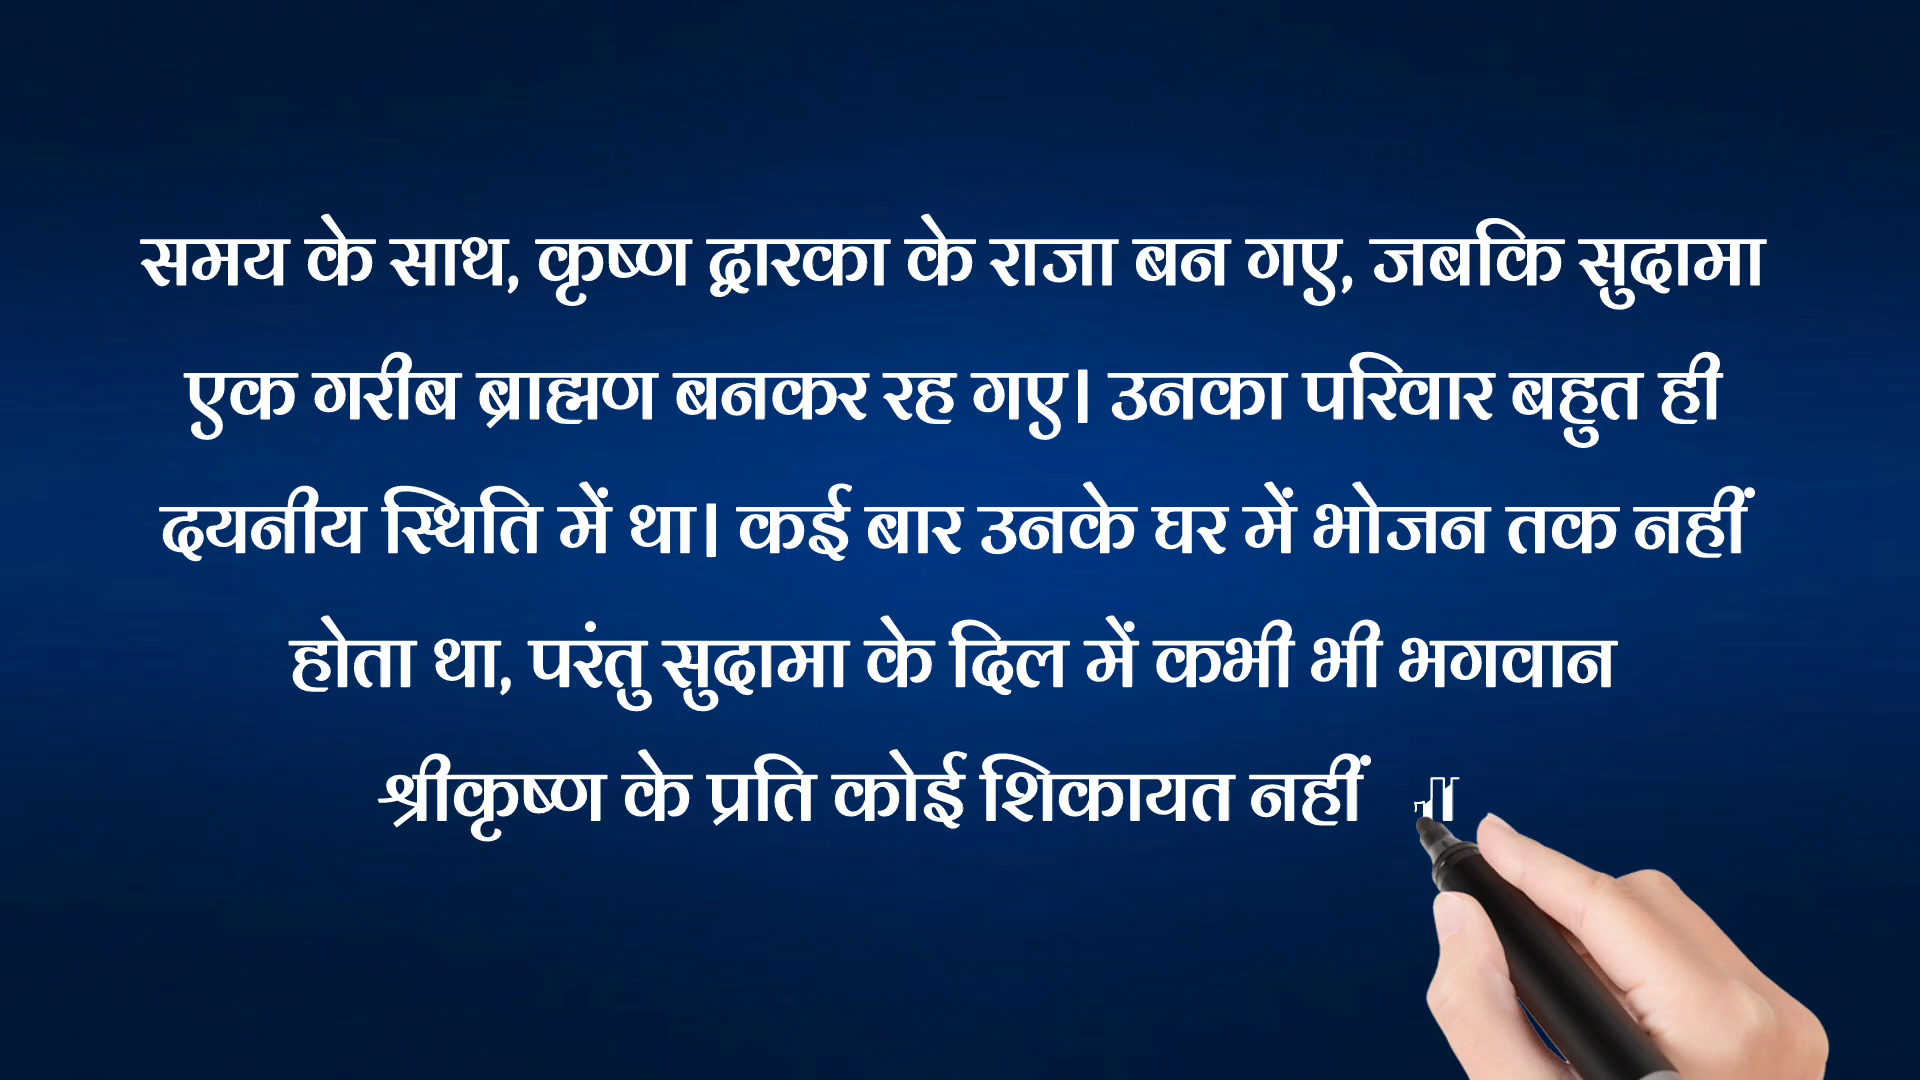 समय के साथ, कृष्ण द्वारका के राजा बन गए, जबकि सुदामा
एक गरीब ब्राह्मण बनकर रह गए। उनका परिवार बहुत ही
दयनीय स्थिति में था। कई बार उनके घर में भोजन तक नहीं
होता था, परंतु सुदामा के दिल में कभी भी भगवान
श्रीकृष्ण के प्रति कोई शिकायत नहीं